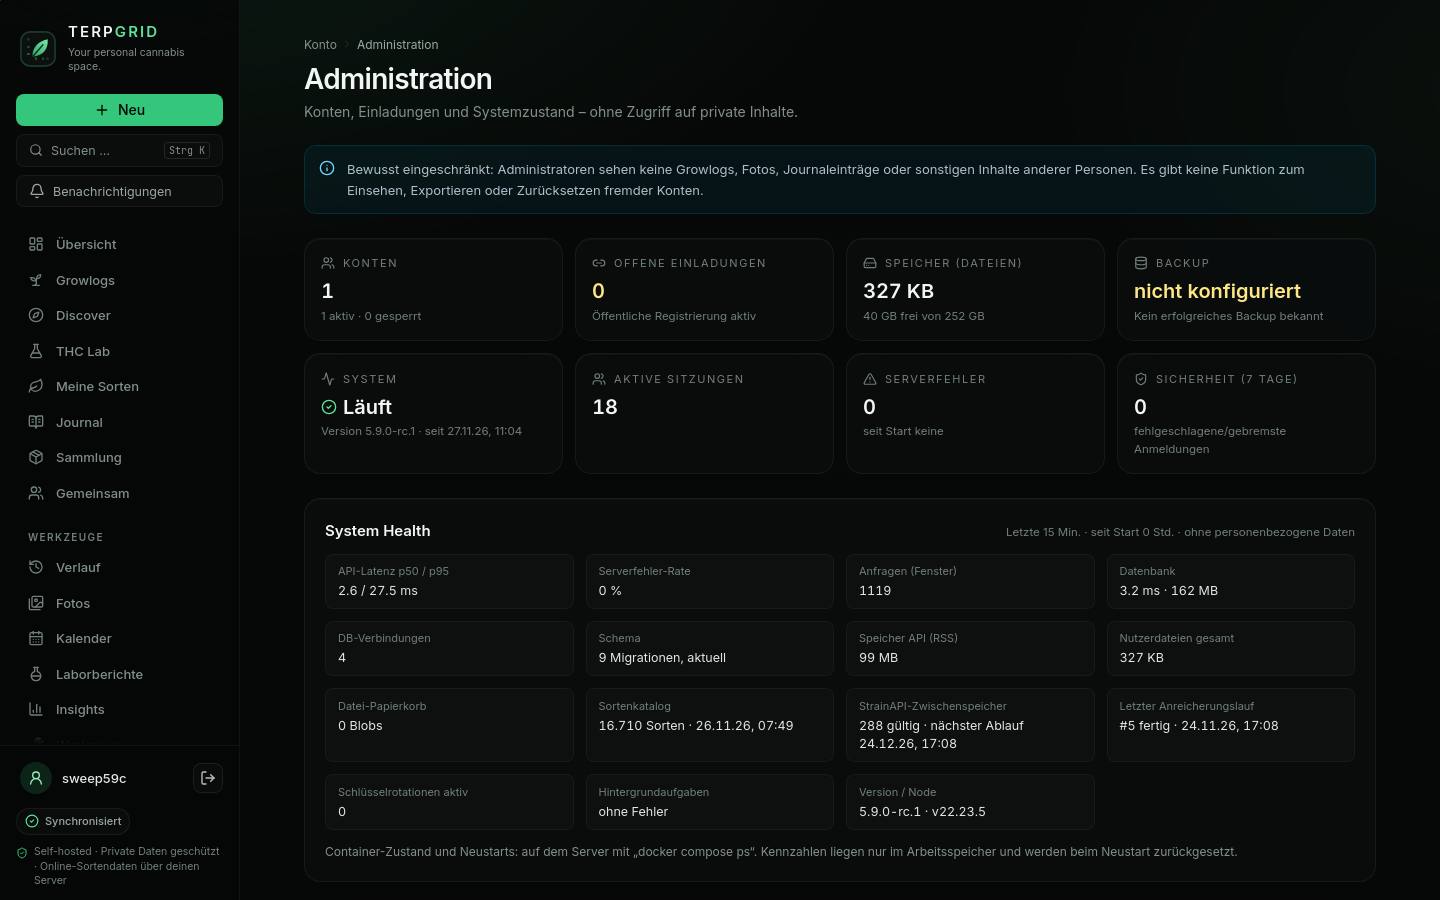 TERPGRID
Your personal cannabis
space.
Neu
Suchen ...
Strg K
Benachrichtigungen
Übersicht
Growlogs
Discover
THC Lab
Meine Sorten
Journal
Sammlung
Gemeinsam
WERKZEUGE
Verlauf
Fotos
Kalender
Laborberichte
Insights
sweep59c
Synchronisiert
Self-hosted · Private Daten geschützt
· Online-Sortendaten über deinen
Server
Konto › Administration
Administration
Konten, Einladungen und Systemzustand – ohne Zugriff auf private Inhalte.
Bewusst eingeschränkt: Administratoren sehen keine Growlogs, Fotos, Journaleinträge oder sonstigen Inhalte anderer Personen. Es gibt keine Funktion zum
Einsehen, Exportieren oder Zurücksetzen fremder Konten.
KONTEN
1
1 aktiv · 0 gesperrt
OFFENE EINLADUNGEN
0
Öffentliche Registrierung aktiv
SPEICHER (DATEIEN)
327 KB
40 GB frei von 252 GB
BACKUP
nicht konfiguriert
Kein erfolgreiches Backup bekannt
SYSTEM
Läuft
Version 5.9.0-rc.1 · seit 27.11.26, 11:04
AKTIVE SITZUNGEN
18
SERVERFEHLER
0
seit Start keine
SICHERHEIT (7 TAGE)
0
fehlgeschlagene/gebremste
Anmeldungen
System Health
Letzte 15 Min. · seit Start 0 Std. · ohne personenbezogene Daten
API-Latenz p50 / p95
2.6 / 27.5 ms
Serverfehler-Rate
0 %
Anfragen (Fenster)
1119
Datenbank
3.2 ms · 162 MB
DB-Verbindungen
4
Schema
9 Migrationen, aktuell
Speicher API (RSS)
99 MB
Nutzerdateien gesamt
327 KB
Datei-Papierkorb
0 Blobs
Sortenkatalog
16.710 Sorten · 26.11.26, 07:49
StrainAPI-Zwischenspeicher
288 gültig · nächster Ablauf
24.12.26, 17:08
Letzter Anreicherungslauf
#5 fertig · 24.11.26, 17:08
Schlüsselrotationen aktiv
0
Hintergrundaufgaben
ohne Fehler
Version / Node
5.9.0-rc.1 · v22.23.5
Container-Zustand und Neustarts: auf dem Server mit „docker compose ps“. Kennzahlen liegen nur im Arbeitsspeicher und werden beim Neustart zurückgesetzt.